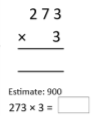 273
× 3
Estimate: 900
273 × 3 =